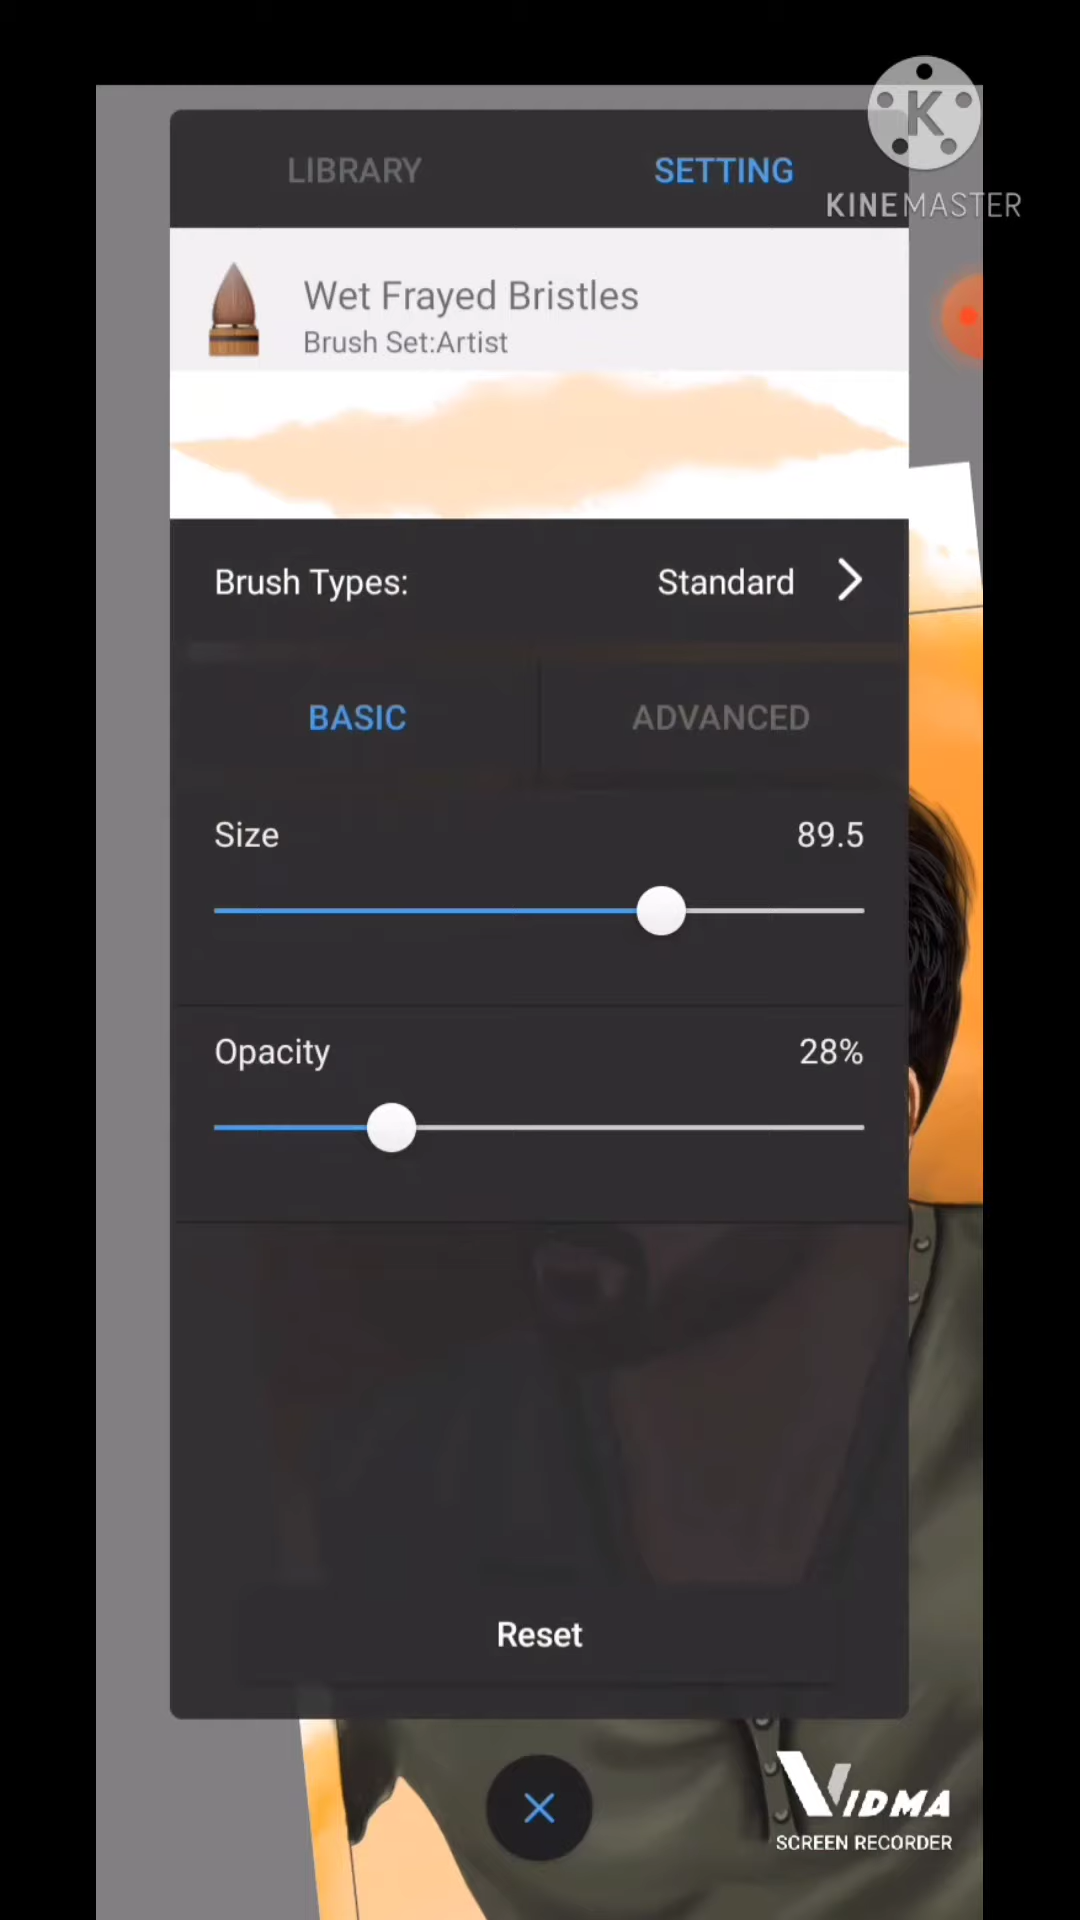 LIBRARY
SETTING
K
KINEMASTER
Wet Frayed Bristles
Brush Set:Artist
Brush Types:
Standard
BASIC
ADVANCED
Size
89.5
Opacity
28%
Reset
VIDMA
SCREEN RECORDER